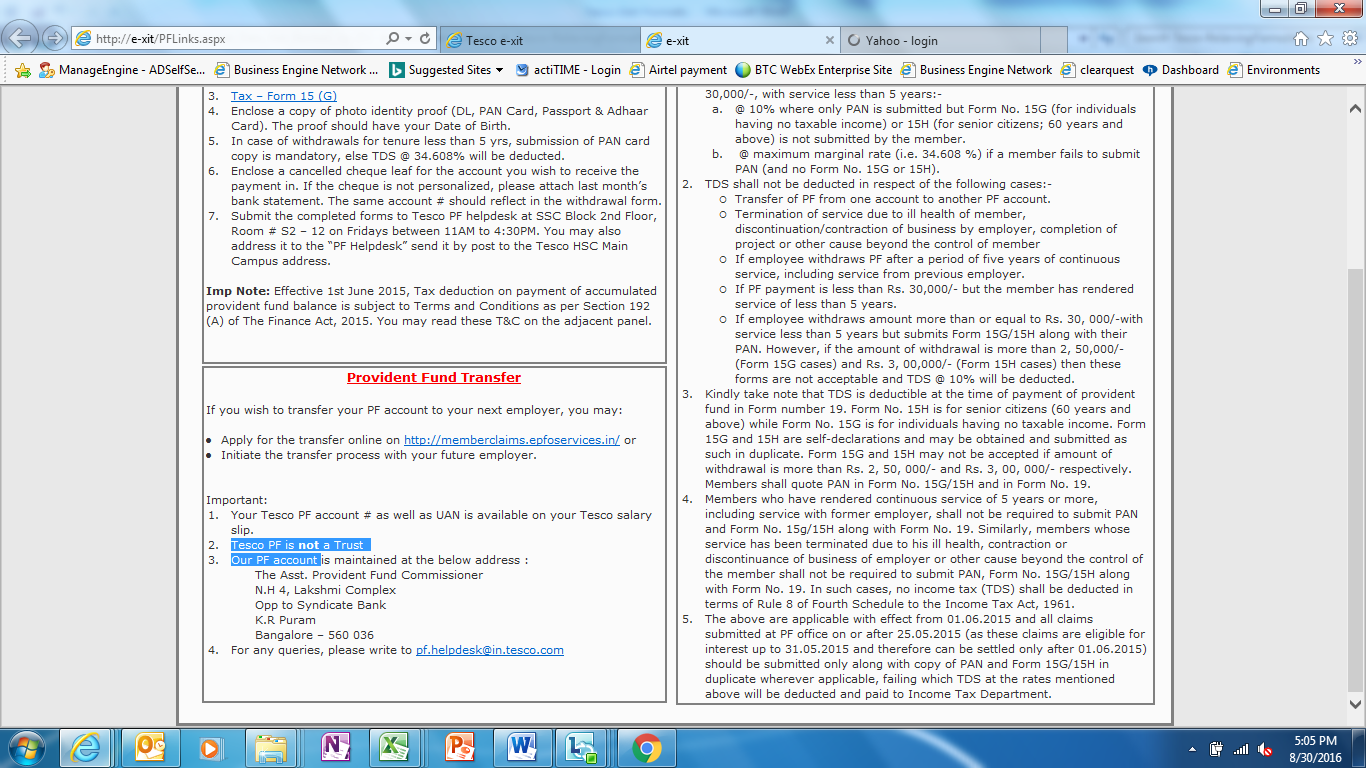 http://e-xit/PFLinks.aspx
Tesco e-xit
e-xit
Yahoo - login
ManageEngine - ADSelfSe...
Business Engine Network ...
Suggested Sites
actiTIME - Login
Airtel payment
BTC WebEx Enterprise Site
Business Engine Network ...
clearquest
Dashboard
Environments
3. Tax – Form 15 (G)
4. Enclose a copy of photo identity proof (DL, PAN Card, Passport & Adhaar
Card). The proof should have your Date of Birth.
5. In case of withdrawals for tenure less than 5 yrs, submission of PAN card
copy is mandatory, else TDS @ 34.608% will be deducted.
6. Enclose a cancelled cheque leaf for the account you wish to receive the
payment in. If the cheque is not personalized, please attach last month's
bank statement. The same account # should reflect in the withdrawal form.
7. Submit the completed forms to Tesco PF helpdesk at SSC Block 2nd Floor,
Room # S2 – 12 on Fridays between 11AM to 4:30PM. You may also
address it to the “PF Helpdesk” send it by post to the Tesco HSC Main
Campus address.
Imp Note: Effective 1st June 2015, Tax deduction on payment of accumulated
provident fund balance is subject to Terms and Conditions as per Section 192
(A) of The Finance Act, 2015. You may read these T&C on the adjacent panel.
Provident Fund Transfer
If you wish to transfer your PF account to your next employer, you may:
● Apply for the transfer online on http://memberclaims.epfoservices.in/ or
● Initiate the transfer process with your future employer.
Important:
1. Your Tesco PF account # as well as UAN is available on your Tesco salary
slip.
2. Tesco PF is not a Trust
3. Our PF account is maintained at the below address :
The Asst. Provident Fund Commissioner
N.H 4, Lakshmi Complex
Opp to Syndicate Bank
K.R Puram
Bangalore – 560 036
4. For any queries, please write to pf.helpdesk@in.tesco.com
30,000/-, with service less than 5 years:-
a. @ 10% where only PAN is submitted but Form No. 15G (for individuals
having no taxable income) or 15H (for senior citizens; 60 years and
above) is not submitted by the member.
b. @ maximum marginal rate (i.e. 34.608 %) if a member fails to submit
PAN (and no Form No. 15G or 15H).
2. TDS shall not be deducted in respect of the following cases:-
o Transfer of PF from one account to another PF account.
o Termination of service due to ill health of member,
discontinuation/contraction of business by employer, completion of
project or other cause beyond the control of member
o If employee withdraws PF after a period of five years of continuous
service, including service from previous employer.
o If PF payment is less than Rs. 30,000/- but the member has rendered
service of less than 5 years.
o If employee withdraws amount more than or equal to Rs. 30, 000/-with
service less than 5 years but submits Form 15G/15H along with their
PAN. However, if the amount of withdrawal is more than 2, 50,000/-
(Form 15G cases) and Rs. 3, 00,000/- (Form 15H cases) then these
forms are not acceptable and TDS @ 10% will be deducted.
3. Kindly take note that TDS is deductible at the time of payment of provident
fund in Form number 19. Form No. 15H is for senior citizens (60 years and
above) while Form No. 15G is for individuals having no taxable income. Form
15G and 15H are self-declarations and may be obtained and submitted as
such in duplicate. Form 15G and 15H may not be accepted if amount of
withdrawal is more than Rs. 2, 50, 000/- and Rs. 3, 00, 000/- respectively.
Members shall quote PAN in Form No. 15G/15H and in Form No. 19.
4. Members who have rendered continuous service of 5 years or more,
including service with former employer, shall not be required to submit PAN
and Form No. 15g/15H along with Form No. 19. Similarly, members whose
service has been terminated due to his ill health, contraction or
discontinuance of business of employer or other cause beyond the control of
the member shall not be required to submit PAN, Form No. 15G/15H along
with Form No. 19. In such cases, no income tax (TDS) shall be deducted in
terms of Rule 8 of Fourth Schedule to the Income Tax Act, 1961.
5. The above are applicable with effect from 01.06.2015 and all claims
submitted at PF office on or after 25.05.2015 (as these claims are eligible for
interest up to 31.05.2015 and therefore can be settled only after 01.06.2015)
should be submitted only along with copy of PAN and Form 15G/15H in
duplicate wherever applicable, failing which TDS at the rates mentioned
above will be deducted and paid to Income Tax Department.
5:05 PM
8/30/2016